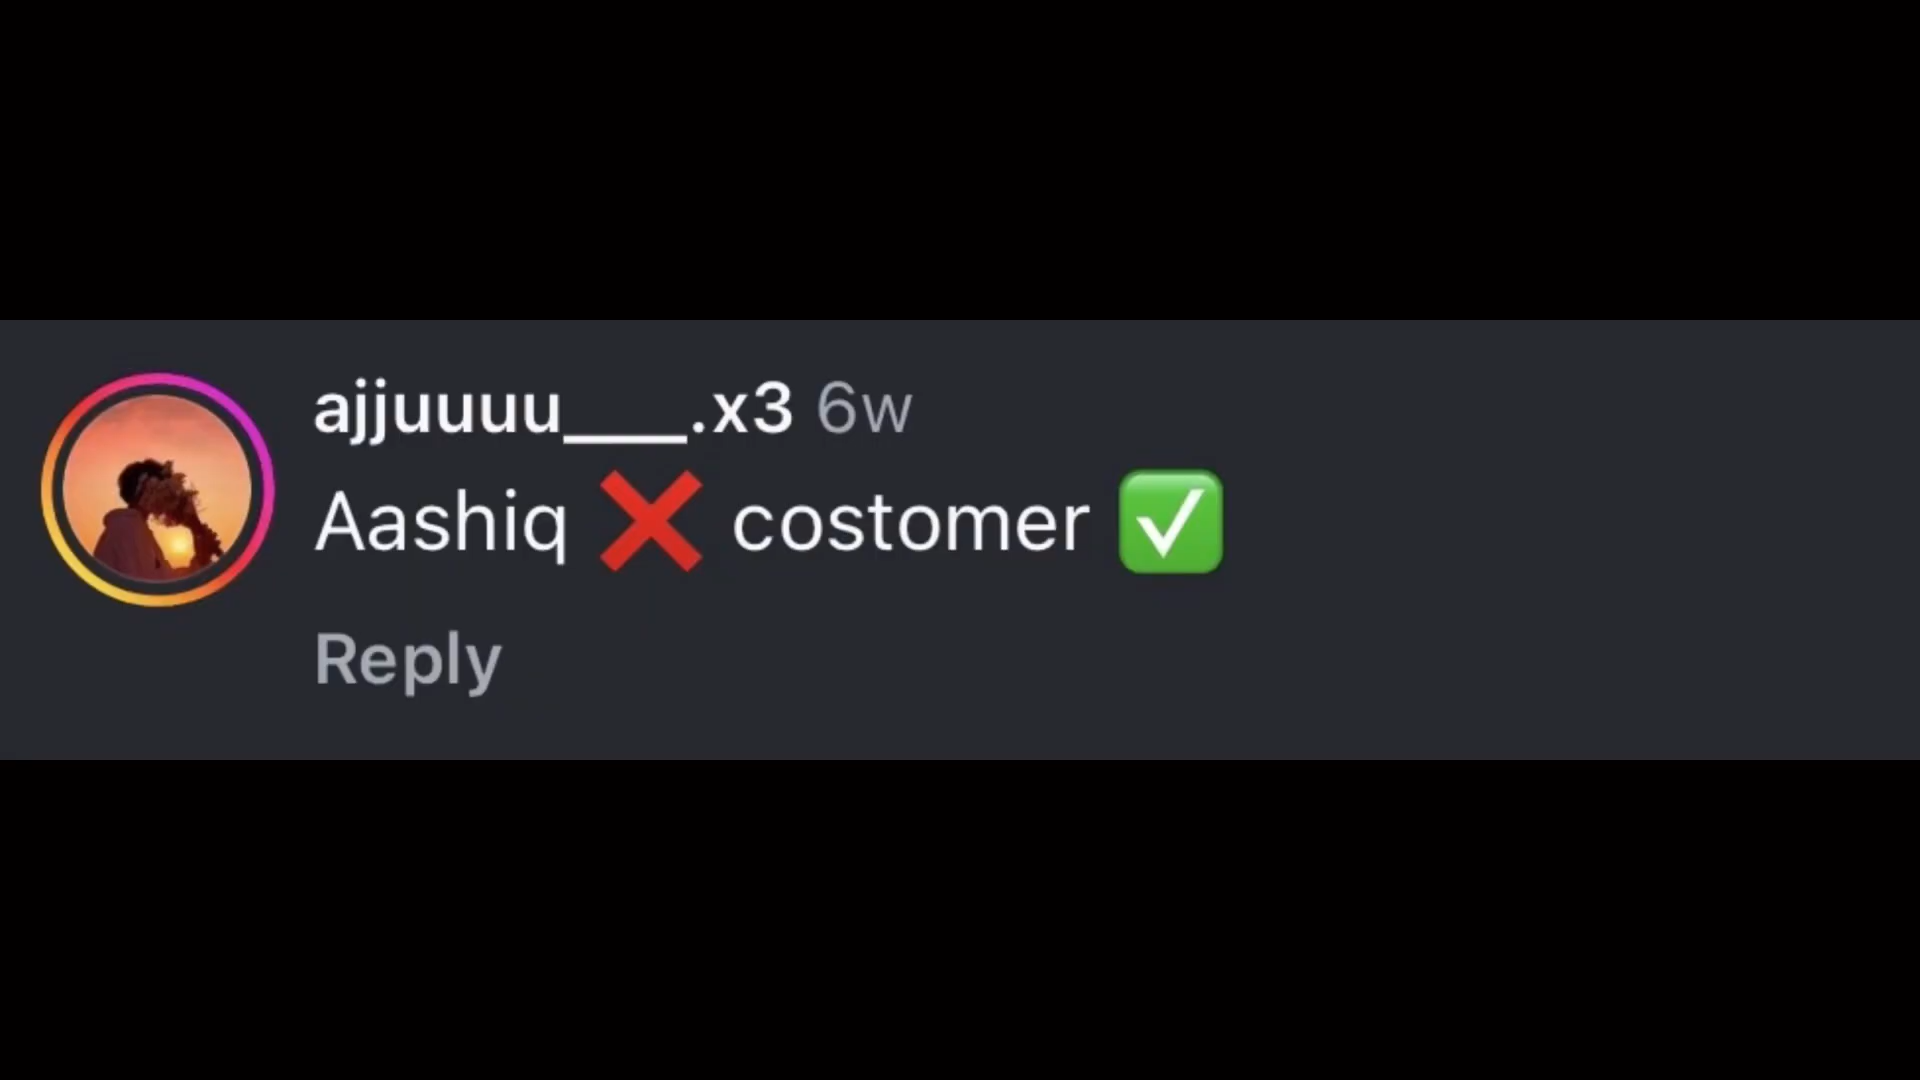 ajjuuuu___.x3 6w
Aashiq ❌ costomer ✅
Reply